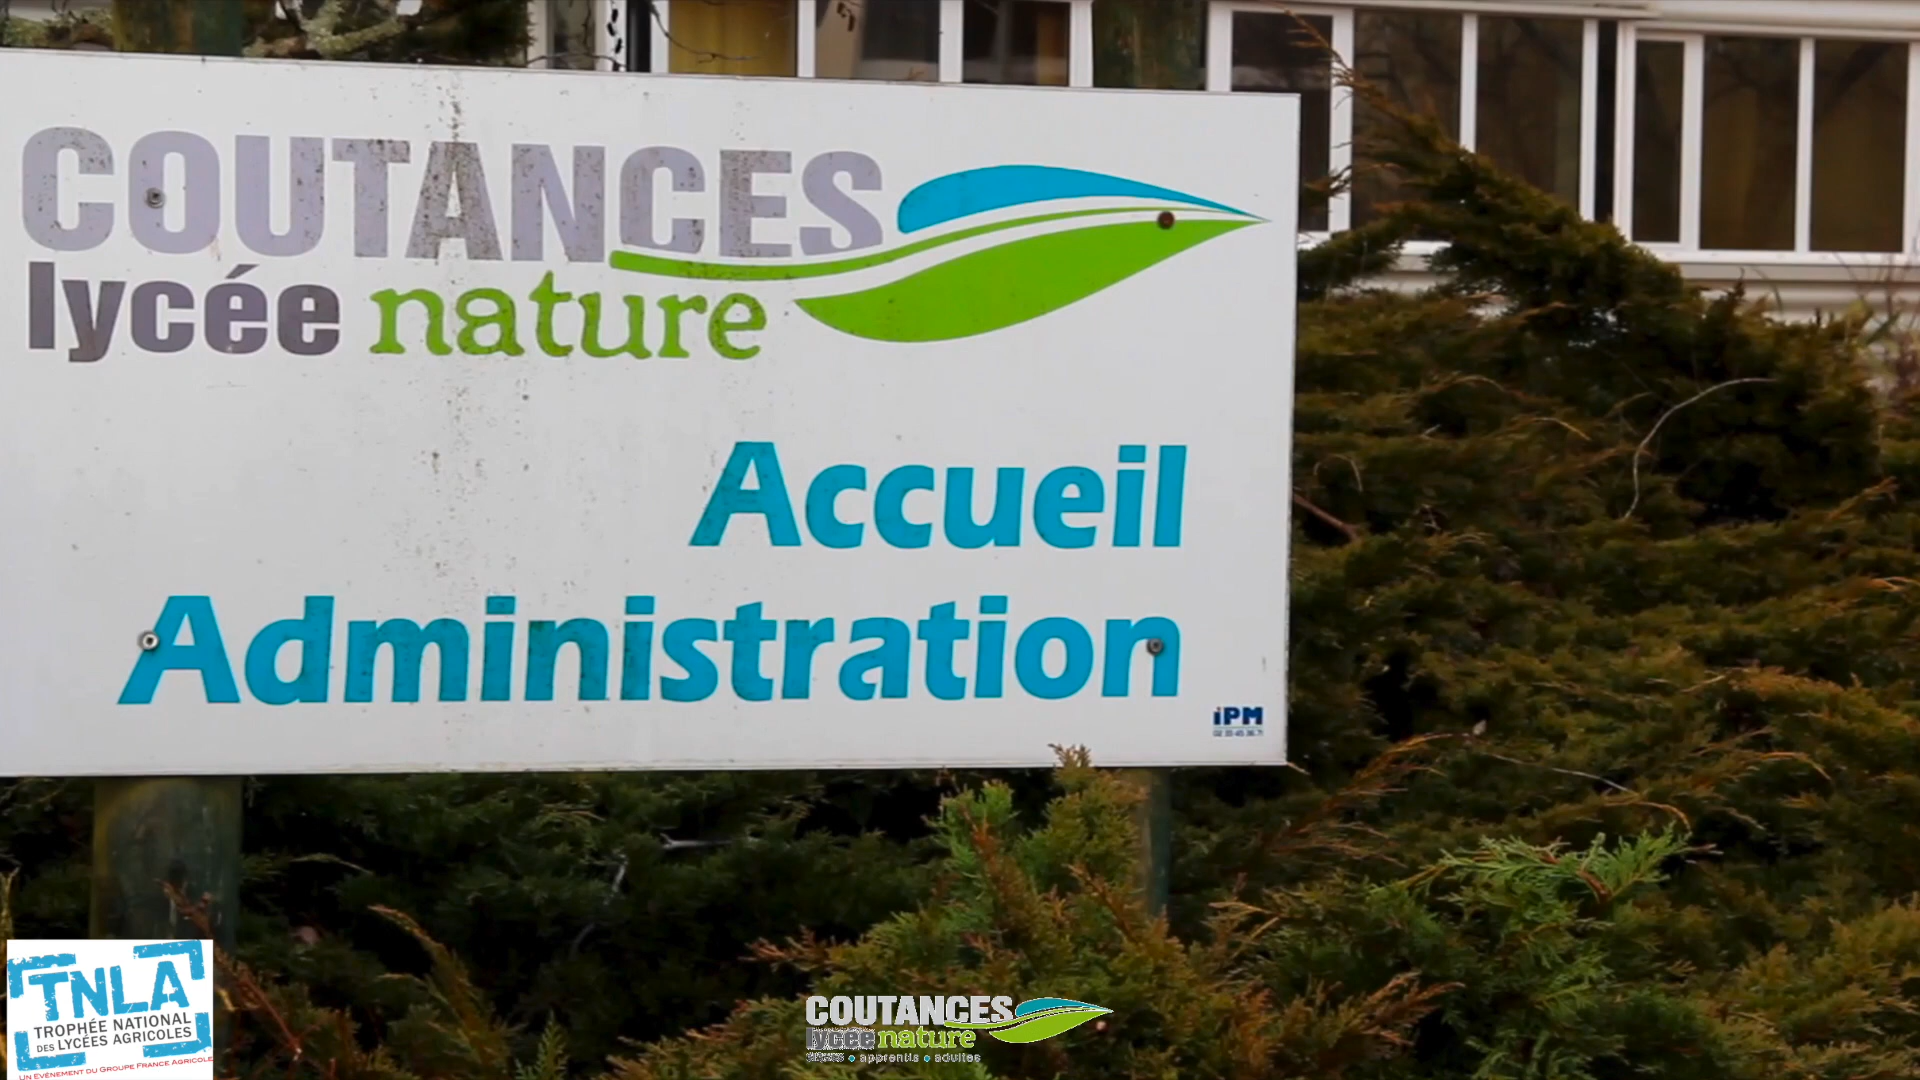 COUTANCES
lycée nature
Accueil
Administration
iPM
TNLA
TROPHÉE NATIONAL
DES LYCÉES AGRICOLES
UN EVÉNEMENT DU GROUPE FRANCE AGRICOLE
COUTANCES
lycée nature
• apprentis • adultes